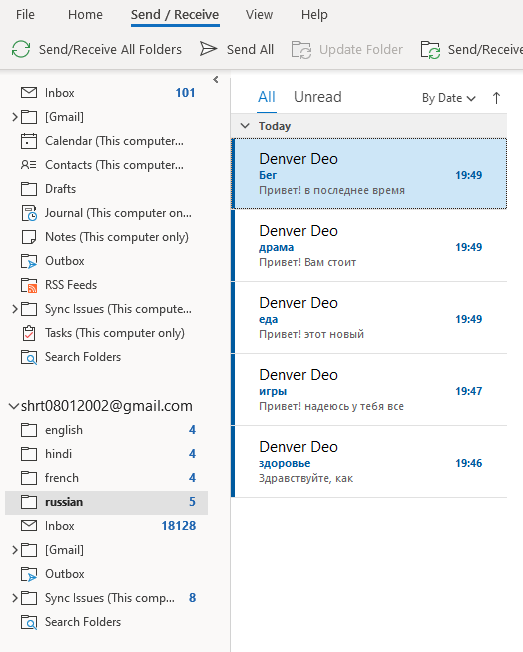 File Home Send / Receive View Help
Send/Receive All Folders Send All Update Folder Send/Receive
Inbox 101
[Gmail]
Calendar (This computer...
Contacts (This computer...
Drafts
Journal (This computer on...
Notes (This computer only)
Outbox
RSS Feeds
Sync Issues (This compute...
Tasks (This computer only)
Search Folders
shrt08012002@gmail.com
english 4
hindi 4
french 4
russian 5
Inbox 18128
[Gmail]
Outbox
Sync Issues (This comp... 8
Search Folders
All Unread By Date
Today
Denver Deo
Бег 19:49
Привет! в последнее время
Denver Deo
драма 19:49
Привет! Вам стоит
Denver Deo
еда 19:49
Привет! этот новый
Denver Deo
игры 19:47
Привет! надеюсь у тебя все
Denver Deo
здоровье 19:46
Здравствуйте, как